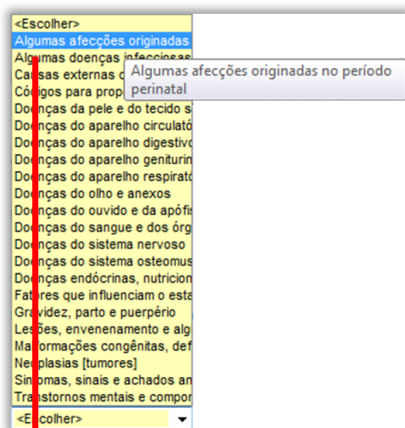 <Escolher>
Algumas afecções originadas
Algumas doenças infecciosas
Causas externas
Algumas afecções originadas no período
perinatal
Códigos para
Doenças da pele e do tecido s
Doenças do aparelho circulató
Doenças do aparelho digestivo
Doenças do aparelho geniturin
Doenças do aparelho respirató
Doenças do olho e anexos
Doenças do ouvido e da apófis
Doenças do sangue e dos órg
Doenças do sistema nervoso
Doenças do sistema osteomus
Doenças endócrinas, nutricion
Fatores que influenciam o esta
Gravidez, parto e puerpério
Lesões, envenenamento e alg
Malformações congênitas, def
Neoplasias [tumores]
Sintomas, sinais e achados an
Transtornos mentais e compor
<Escolher>